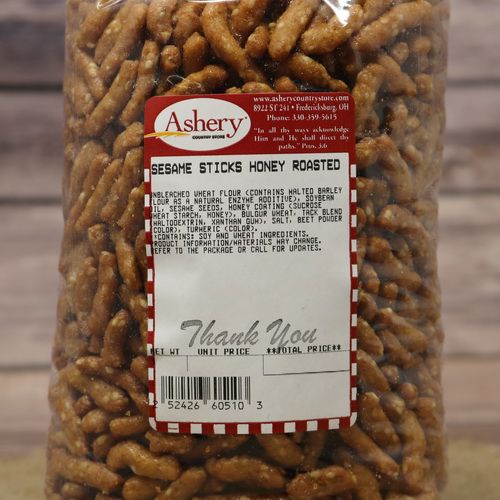 Ashery
COUNTRY STORE
www.asherycountrystore.com
8922 ST 241 • Fredericksburg, OH
Phone: 330-359-5615
"In all thy ways acknowledge
Him and He shall direct thy
paths." Prov. 3:6
SESAME STICKS HONEY ROASTED
NBLEACHED WHEAT FLOUR (CONTAINS MALTED BARLEY
LOUR AS A NATURAL ENZYME ADDITIVE), SOYBEAN
IL, SESAME SEEDS, HONEY COATING (SUCROSE
HEAT STARCH, HONEY), BULGUR WHEAT, TACK BLEND
MALTODEXTRIN, XANTHAN GUM), SALT, BEET POWDER
COLOR), TURMERIC (COLOR).
*CONTAINS: SOY AND WHEAT INGREDIENTS.
RODUCT INFORMATION/MATERIALS MAY CHANGE.
EFER TO THE PACKAGE OR CALL FOR UPDATES.
Thank You
NET WT UNIT PRICE **TOTAL PRICE**
2 52426 60510 3